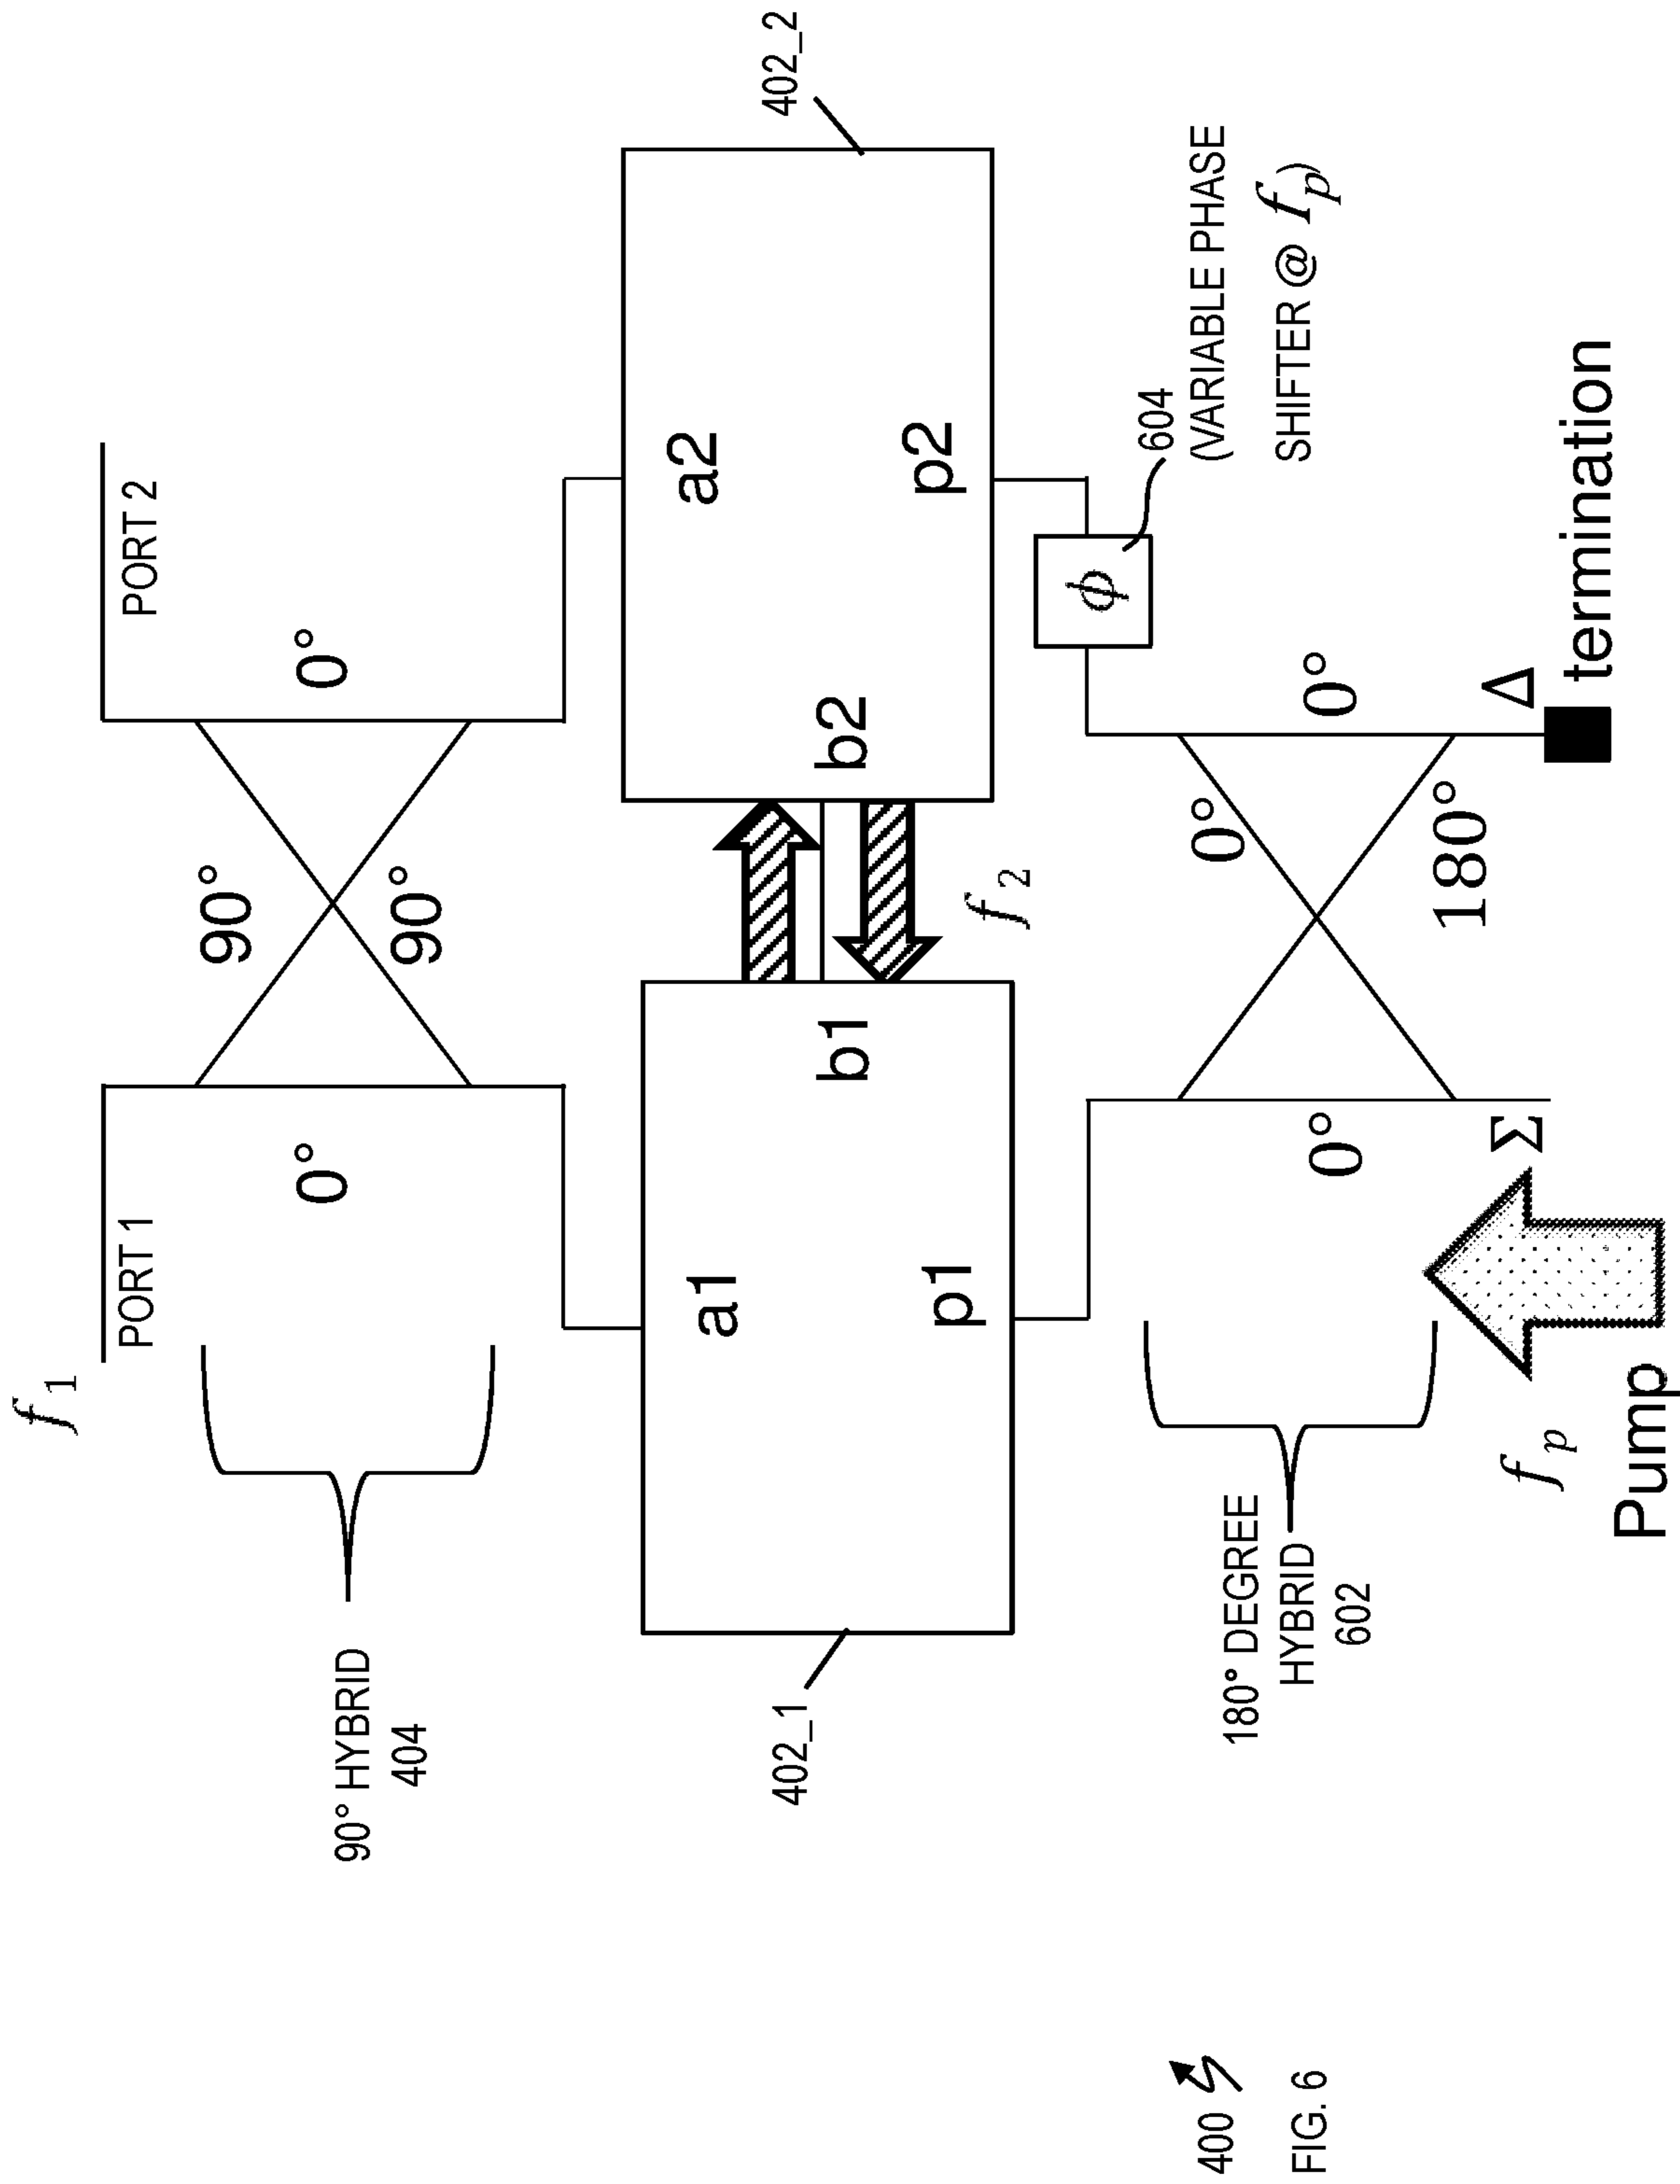 f1
PORT 1
PORT 2
90°
90°
0°
0°
90° HYBRID
404
402_1
402_2
a1
b1
p1
a2
b2
p2
f2
ϕ
604
(VARIABLE PHASE
SHIFTER @ fp)
0°
180°
0°
0°
180° DEGREE
HYBRID
602
Σ
Δ
termination
fp
Pump
400
FIG. 6